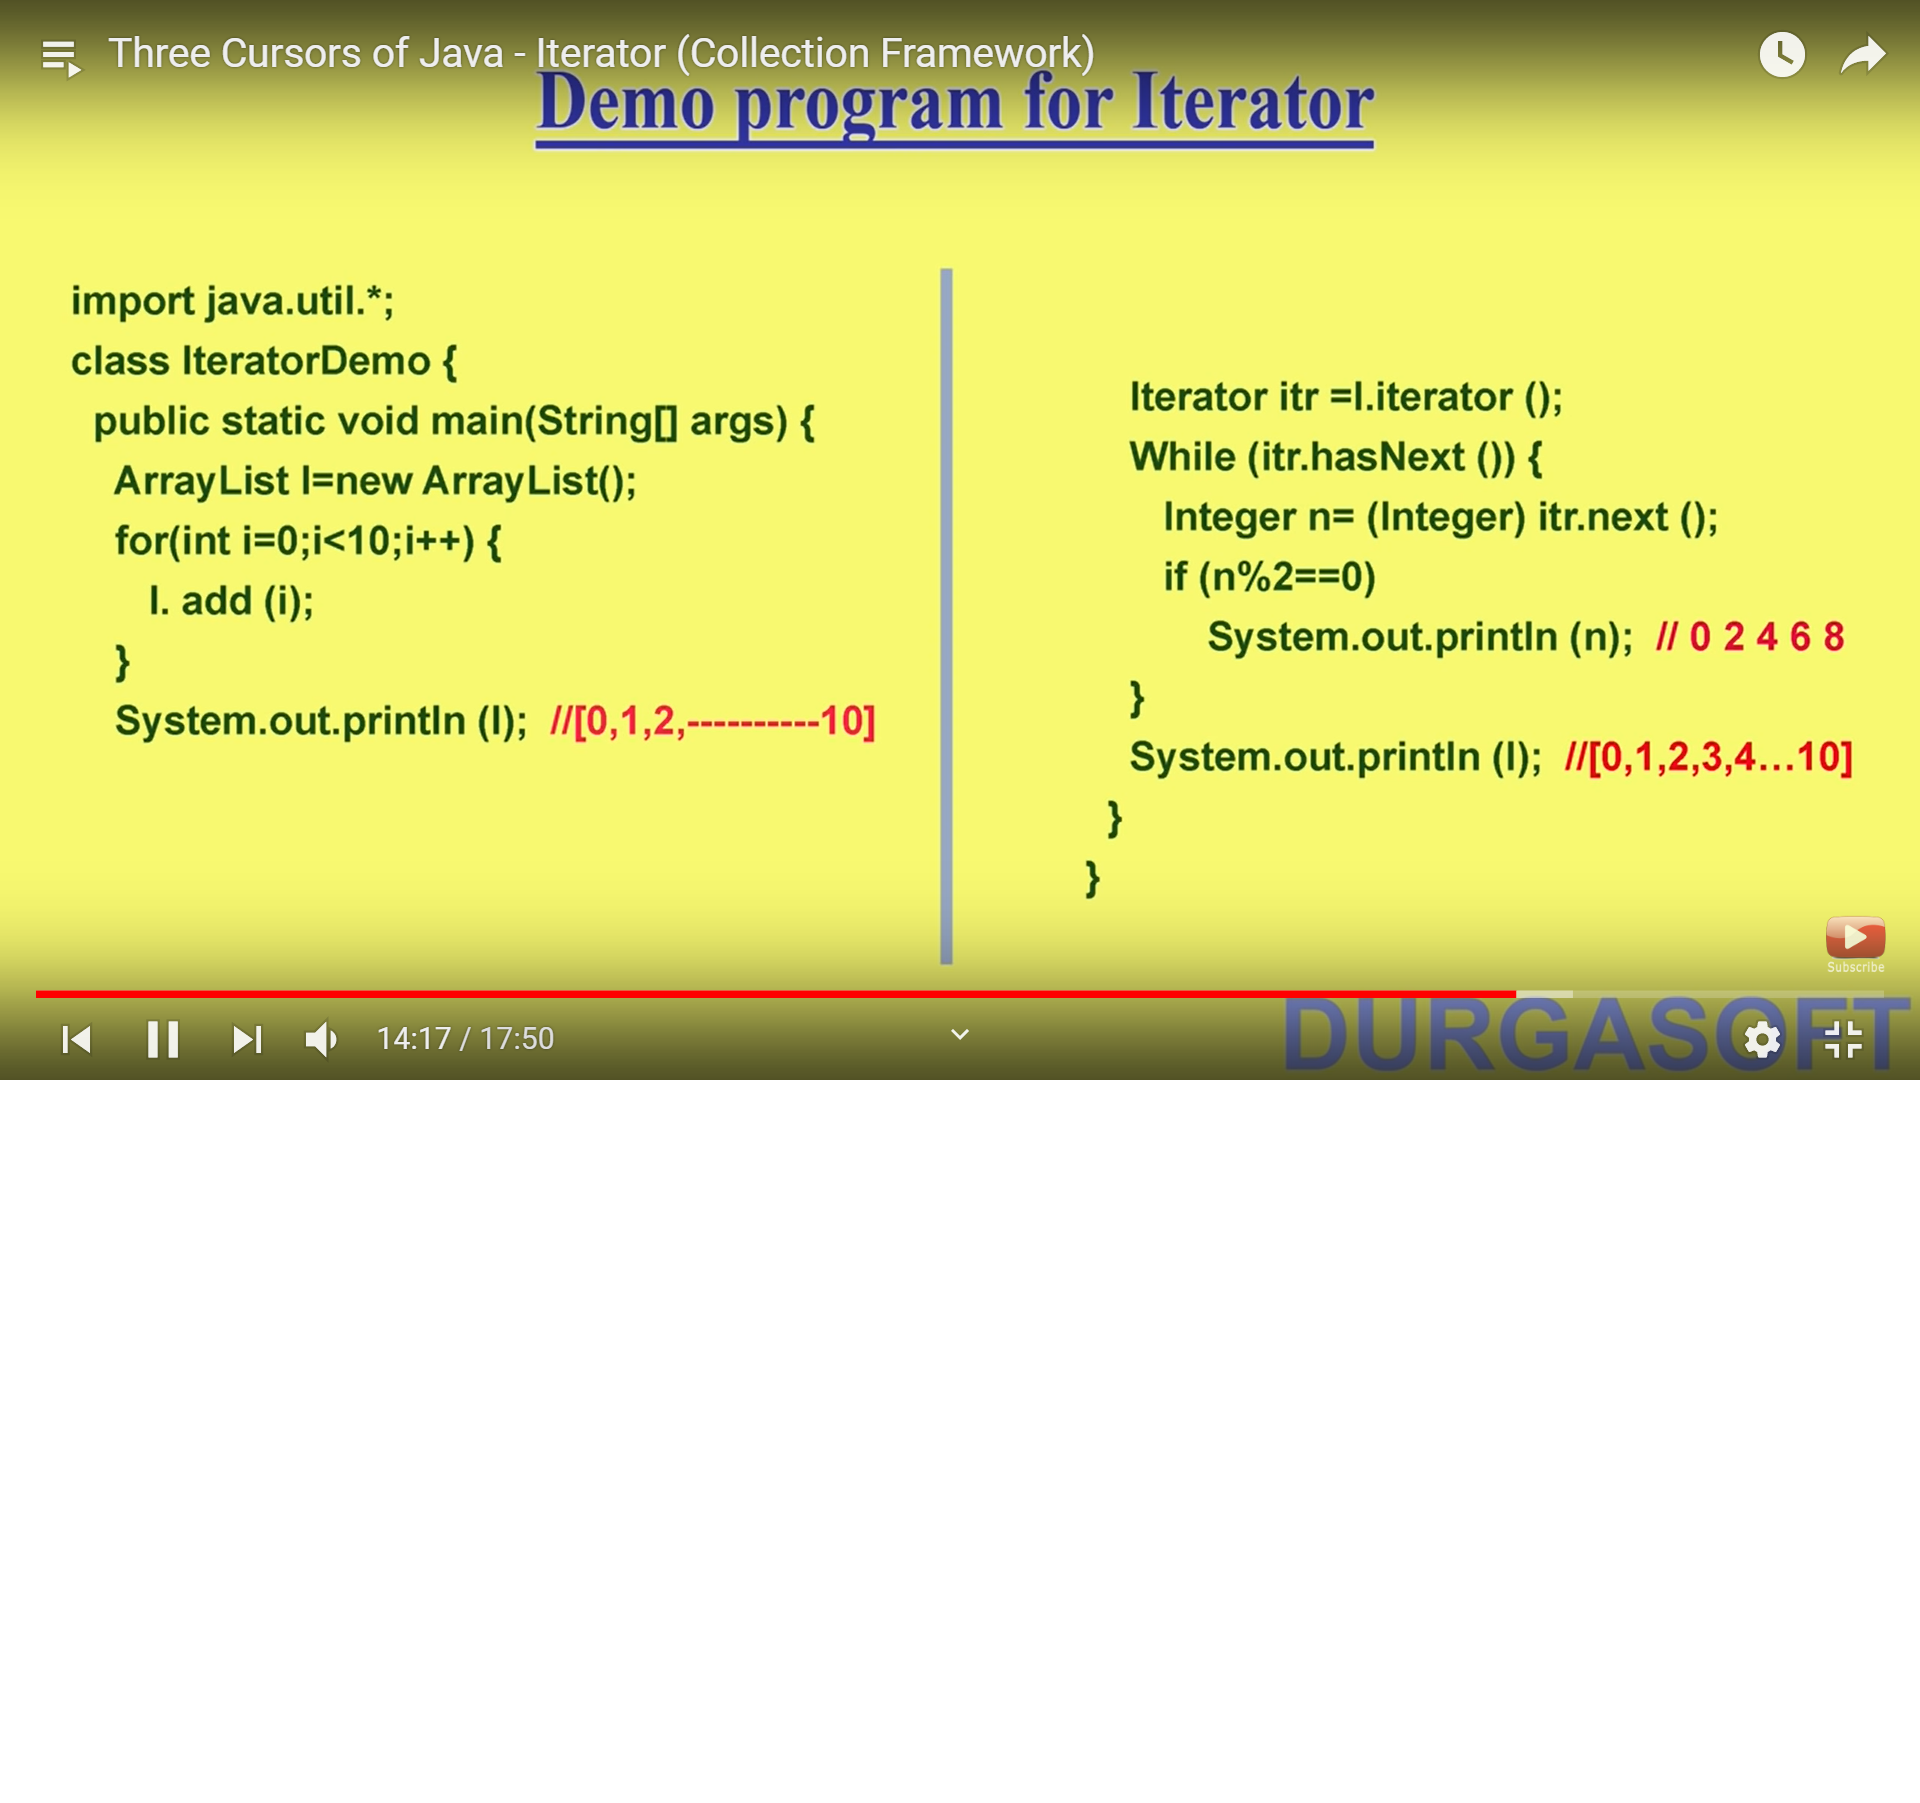 Three Cursors of Java - Iterator (Collection Framework)
Demo program for Iterator
import java.util.*;
class IteratorDemo {
public static void main(String[] args) {
ArrayList l=new ArrayList();
for(int i=0;i<10;i++) {
l. add (i);
}
System.out.println (l); //[0,1,2,----------10]
Iterator itr =l.iterator ();
While (itr.hasNext ()) {
Integer n= (Integer) itr.next ();
if (n%2==0)
System.out.println (n); // 0 2 4 6 8
}
System.out.println (l); //[0,1,2,3,4...10]
}
}
Subscribe
14:17 / 17:50
DURGASOFT